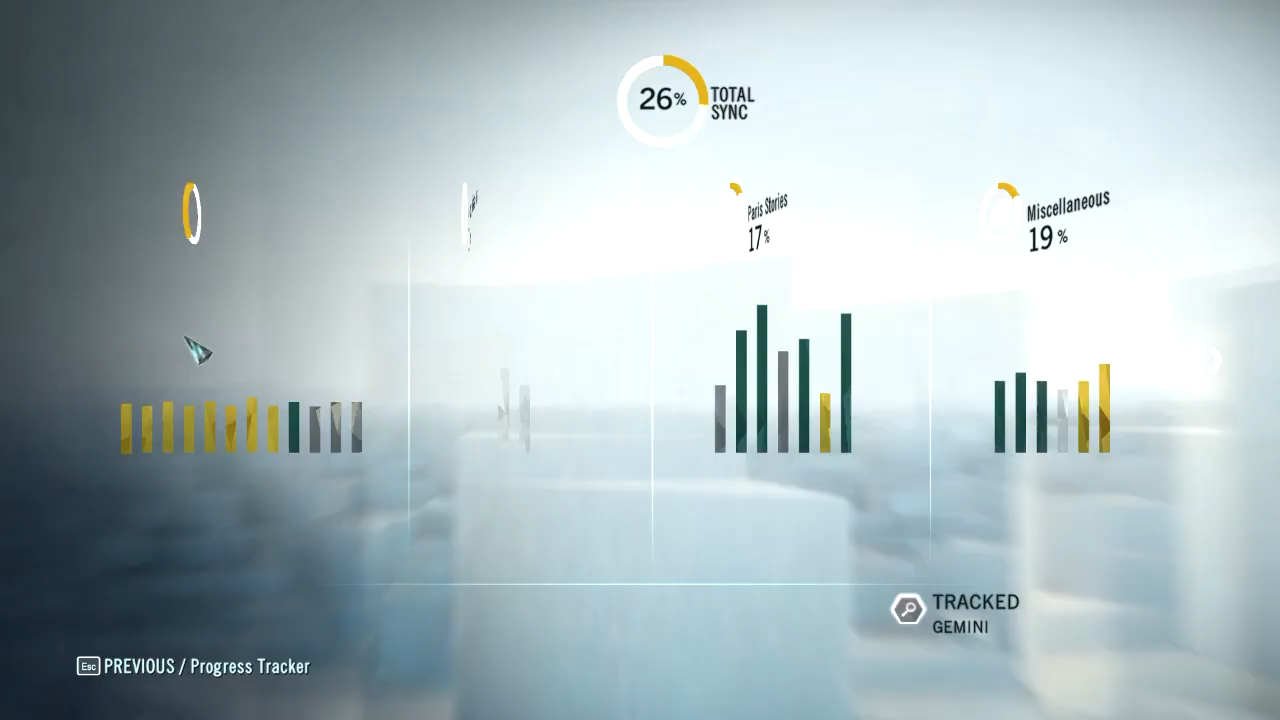 26%
TOTAL
SYNC
Paris Stories
17%
Miscellaneous
19 %
TRACKED
GEMINI
Esc PREVIOUS / Progress Tracker